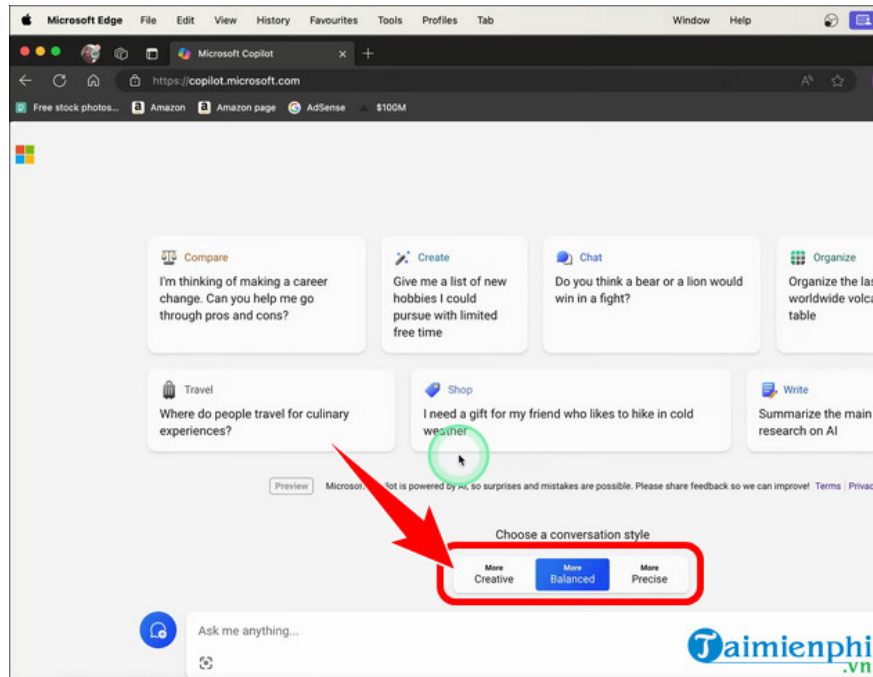 Microsoft Edge File Edit View History Favourites Tools Profiles Tab Window Help
Microsoft Copilot
https://copilot.microsoft.com
Free stock photos... Amazon Amazon page AdSense $100M
Compare
I'm thinking of making a career
change. Can you help me go
through pros and cons?
Create
Give me a list of new
hobbies I could
pursue with limited
free time
Chat
Do you think a bear or a lion would
win in a fight?
Organize
Organize the
worldwide
table
Travel
Where do people travel for culinary
experiences?
Shop
I need a gift for my friend who likes to hike in cold
weather
Write
Summarize the main
research on AI
Preview
is powered by AI, so surprises and mistakes are possible. Please share feedback so we can improve! Terms
Choose a conversation style
More
Creative
More
Balanced
More
Precise
Ask me anything...
Taimienphi
.vn